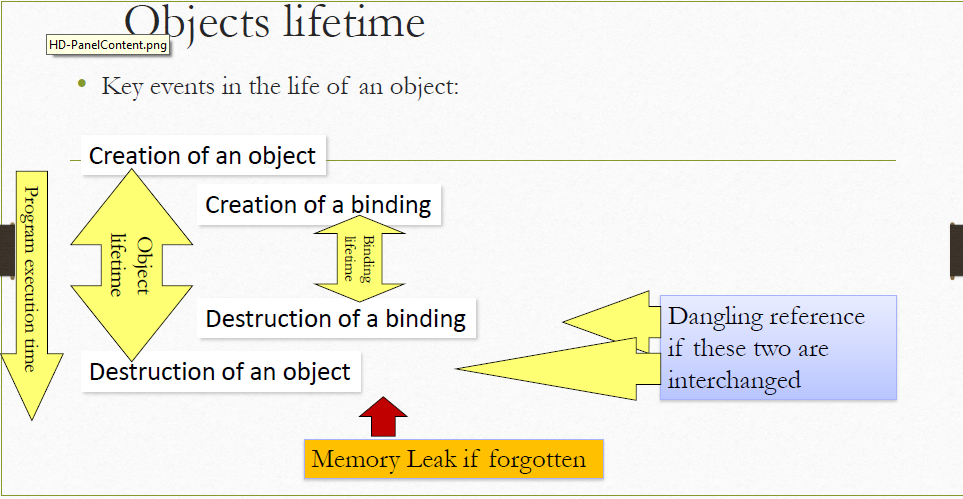 Objects lifetime
HD-PanelContent.png
• Key events in the life of an object:
Creation of an object
Creation of a binding
Program execution time
Object
lifetime
Binding
lifetime
Destruction of a binding
Dangling reference
if these two are
interchanged
Destruction of an object
Memory Leak if forgotten